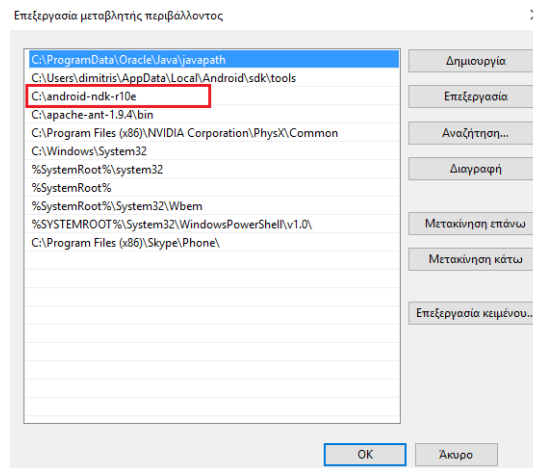 Επεξεργασία μεταβλητής περιβάλλοντος
C:\ProgramData\Oracle\Java\javapath
C:\Users\dimitris\AppData\Local\Android\sdk\tools
C:\android-ndk-r10e
C:\apache-ant-1.9.4\bin
C:\Program Files (x86)\NVIDIA Corporation\PhysX\Common
C:\Windows\System32
%SystemRoot%\system32
%SystemRoot%
%SystemRoot%\System32\Wbem
%SYSTEMROOT%\System32\WindowsPowerShell\v1.0\
C:\Program Files (x86)\Skype\Phone\
Δημιουργία
Επεξεργασία
Αναζήτηση...
Διαγραφή
Μετακίνηση επάνω
Μετακίνηση κάτω
Επεξεργασία κειμένου..
OK
Άκυρο